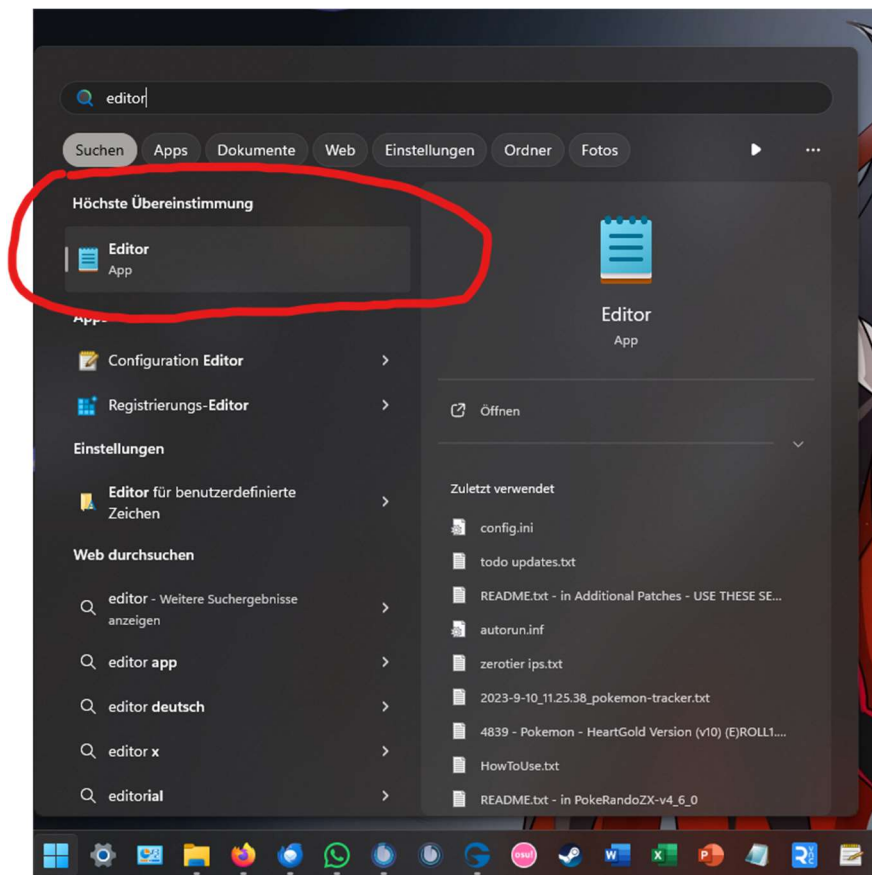 editor
Suchen Apps Dokumente Web Einstellungen Ordner Fotos
Höchste Übereinstimmung
Editor
App
Apps
Configuration Editor
Registrierungs-Editor
Einstellungen
Editor für benutzerdefinierte
Zeichen
Web durchsuchen
editor - Weitere Suchergebnisse
anzeigen
editor app
editor deutsch
editor x
editorial
Editor
App
Öffnen
Zuletzt verwendet
config.ini
todo updates.txt
README.txt - in Additional Patches - USE THESE SE...
autorun.inf
zerotier ips.txt
2023-9-10_11.25.38_pokemon-tracker.txt
4839 - Pokemon - HeartGold Version (v10) (E)ROLL1....
HowToUse.txt
README.txt - in PokeRandoZX-v4_6_0
osu!